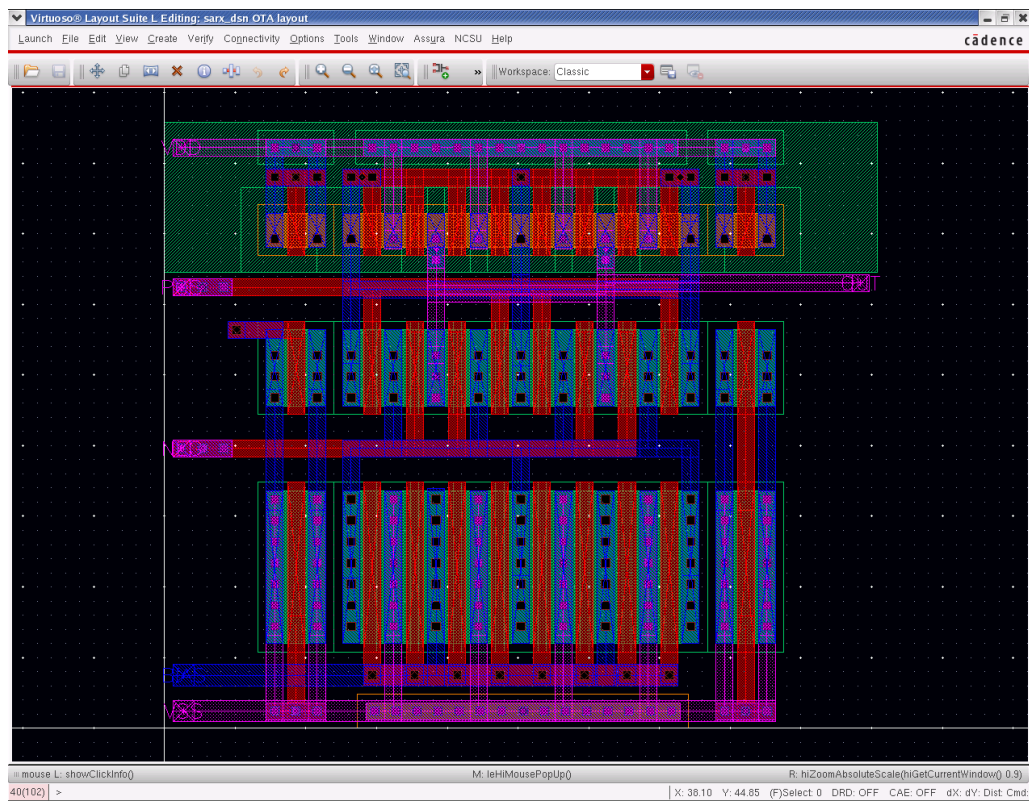 Virtuoso® Layout Suite L Editing: sarx_dsn OTA layout
Launch File Edit View Create Verify Connectivity Options Tools Window Assura NCSU Help
cādence
» Workspace: Classic
VDD
OUT
VSS
mouse L: showClickInfo() M: leHiMousePopUp() R: hiZoomAbsoluteScale(hiGetCurrentWindow() 0.9)
40(102) > X: 38.10 Y: 44.85 (F)Select: 0 DRD: OFF CAE: OFF dX: dY: Dist: Cmd: